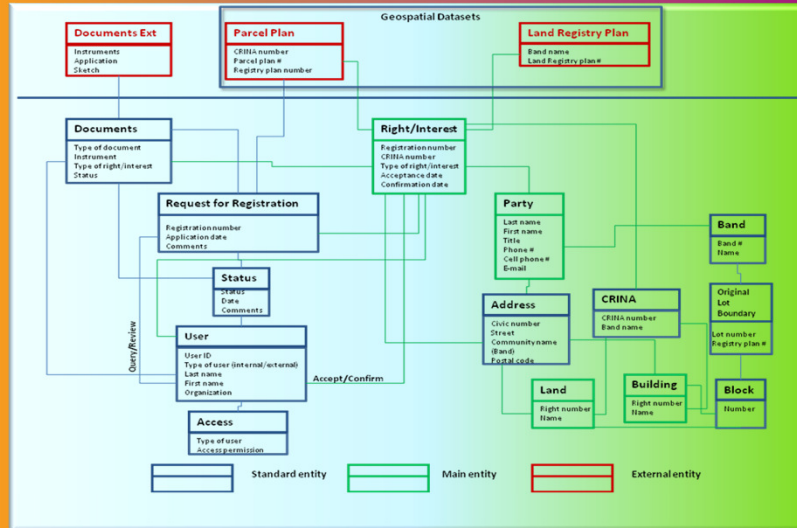 Geospatial Datasets
Documents Ext
Instruments
Application
Sketch
Parcel Plan
CRINA number
Parcel plan #
Registry plan number
Land Registry Plan
Band name
Land Registry plan#
Documents
Type of document
Instrument
Type of right/interest
Status
Right/Interest
Registration number
CRINA number
Type of right/interest
Acceptance date
Confirmation date
Request for Registration
Registration number
Application date
Comments
Party
Last name
First name
Title
Phone #
Cell phone #
E-mail
Band
Band #
Name
Status
Status
Date
Comments
Address
Civic number
Street
Community name
(Band)
Postal code
CRINA
CRINA number
Band name
Original
Lot
Boundary
Lot number
Registry plan #
Query/Review
User
User ID
Type of user (internal/external)
Last name
First name
Organization
Accept/Confirm
Land
Right number
Name
Building
Right number
Name
Block
Number
Access
Type of user
Access permission
Standard entity
Main entity
External entity